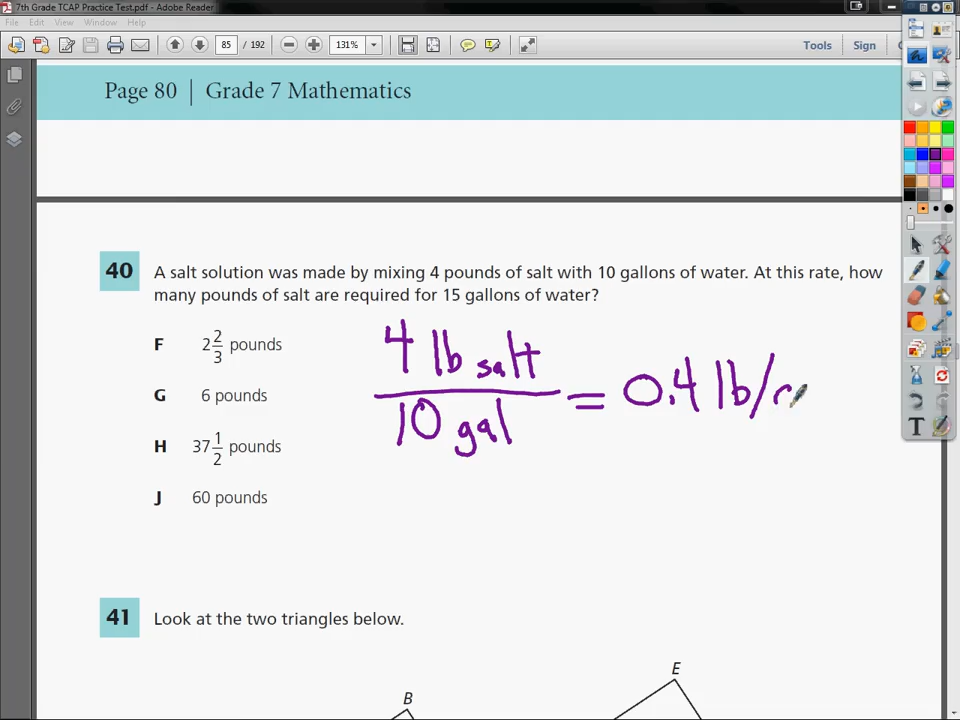 7th Grade TCAP Practice Test.pdf - Adobe Reader
File Edit View Window Help
85 / 192 131% Tools Sign
Page 80 | Grade 7 Mathematics
40 A salt solution was made by mixing 4 pounds of salt with 10 gallons of water. At this rate, how
many pounds of salt are required for 15 gallons of water?
F 2 2/3 pounds
G 6 pounds
H 37 1/2 pounds
J 60 pounds
4 lb salt
10 gal
= 0.4 lb/
41 Look at the two triangles below.
B
E
T